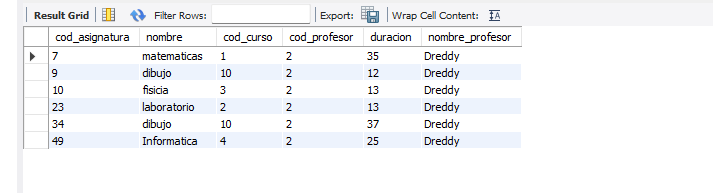 Result Grid Filter Rows: Export: Wrap Cell Content: IA
cod_asignatura nombre cod_curso cod_profesor duracion nombre_profesor
7 matematicas 1 2 35 Dreddy
9 dibujo 10 2 12 Dreddy
10 fisicia 3 2 13 Dreddy
23 laboratorio 2 2 13 Dreddy
34 dibujo 10 2 37 Dreddy
49 Informatica 4 2 25 Dreddy